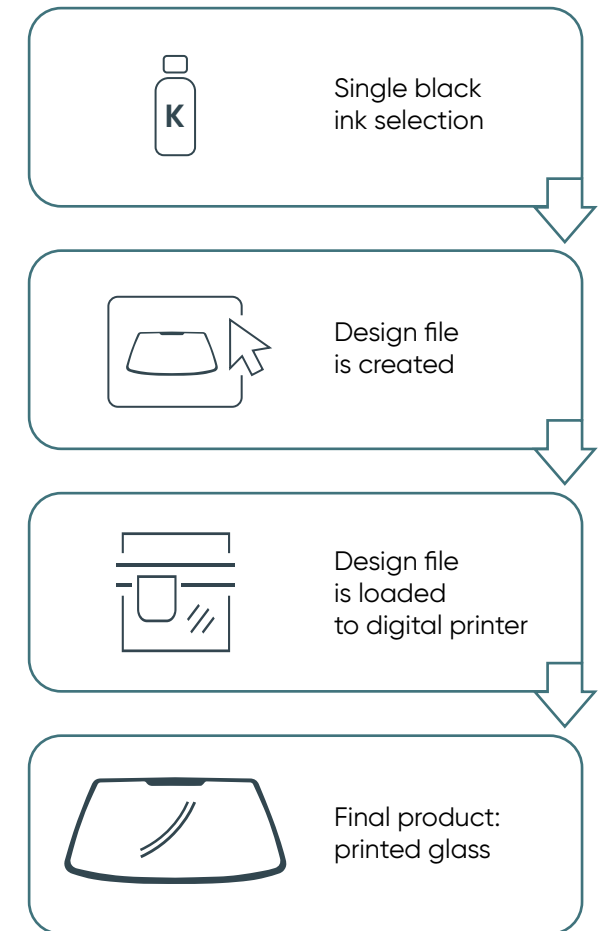 K
Single black
ink selection
Design file
is created
Design file
is loaded
to digital printer
Final product:
printed glass